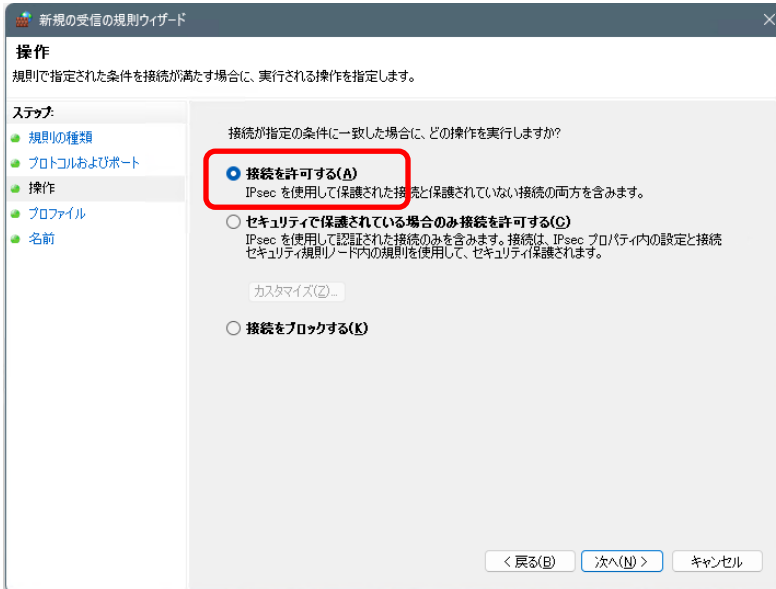 新規の受信の規則ウィザード
操作
規則で指定された条件を接続が満たす場合に、実行される操作を指定します。
ステップ:
規則の種類
プロトコルおよびポート
操作
プロファイル
名前
接続が指定の条件に一致した場合に、どの操作を実行しますか?
接続を許可する(A)
IPsec を使用して保護された接続と保護されていない接続の両方を含みます。
セキュリティで保護されている場合のみ接続を許可する(C)
IPsec を使用して認証された接続のみを含みます。接続は、IPsec プロパティ内の設定と接続
セキュリティ規則ノード内の規則を使用して、セキュリティ保護されます。
カスタマイズ(Z)...
接続をブロックする(K)
< 戻る(B)
次へ(N) >
キャンセル